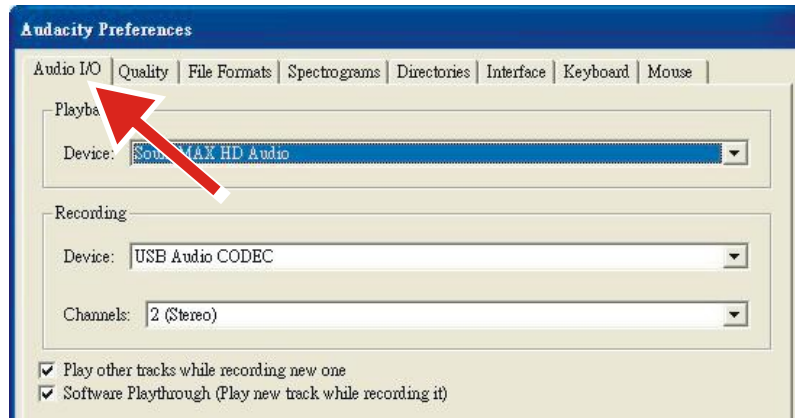 Audacity Preferences
Audio I/O Quality File Formats Spectrograms Directories Interface Keyboard Mouse
Device: HD Audio
Recording
Device: USB Audio CODEC
Channels: 2 (Stereo)
Play other tracks while recording new one
Software Playthrough (Play new track while recording it)